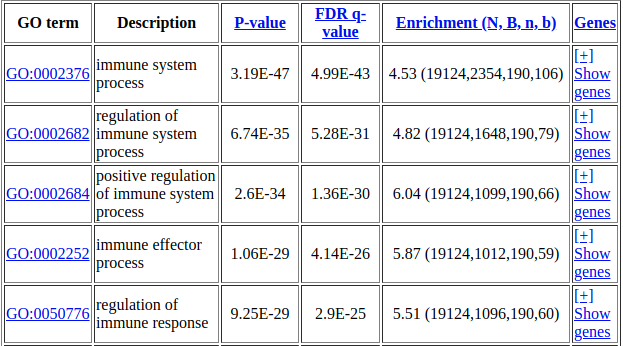 GO term Description P-value FDR q-value Enrichment (N, B, n, b) Genes
GO:0002376 immune system process 3.19E-47 4.99E-43 4.53 (19124,2354,190,106) [+] Show genes
GO:0002682 regulation of immune system process 6.74E-35 5.28E-31 4.82 (19124,1648,190,79) [+] Show genes
GO:0002684 positive regulation of immune system process 2.6E-34 1.36E-30 6.04 (19124,1099,190,66) [+] Show genes
GO:0002252 immune effector process 1.06E-29 4.14E-26 5.87 (19124,1012,190,59) [+] Show genes
GO:0050776 regulation of immune response 9.25E-29 2.9E-25 5.51 (19124,1096,190,60) [+] Show genes